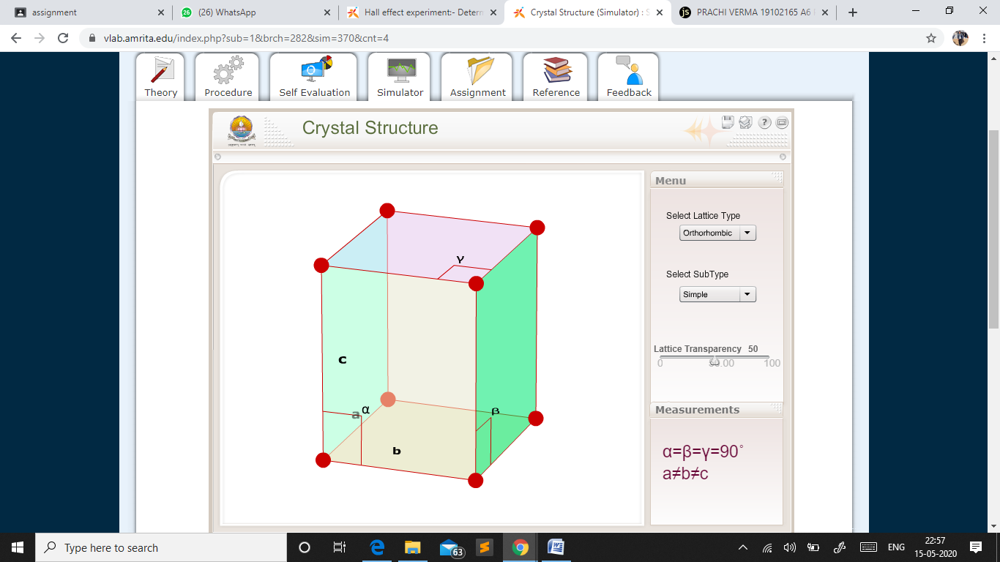 assignment
(26) WhatsApp
Hall effect experiment:- Determ
Crystal Structure (Simulator) : S
PRACHI VERMA 19102165 A6
vlab.amrita.edu/index.php?sub=1&brch=282&sim=370&cnt=4
Theory
Procedure
Self Evaluation
Simulator
Assignment
Reference
Feedback
Crystal Structure
γ
c
α
a
β
b
Menu
Select Lattice Type
Orthorhombic
Select SubType
Simple
Lattice Transparency 50
0 50.00 100
Measurements
α=β=γ=90°
a≠b≠c
Type here to search
63
ENG
22:57
15-05-2020